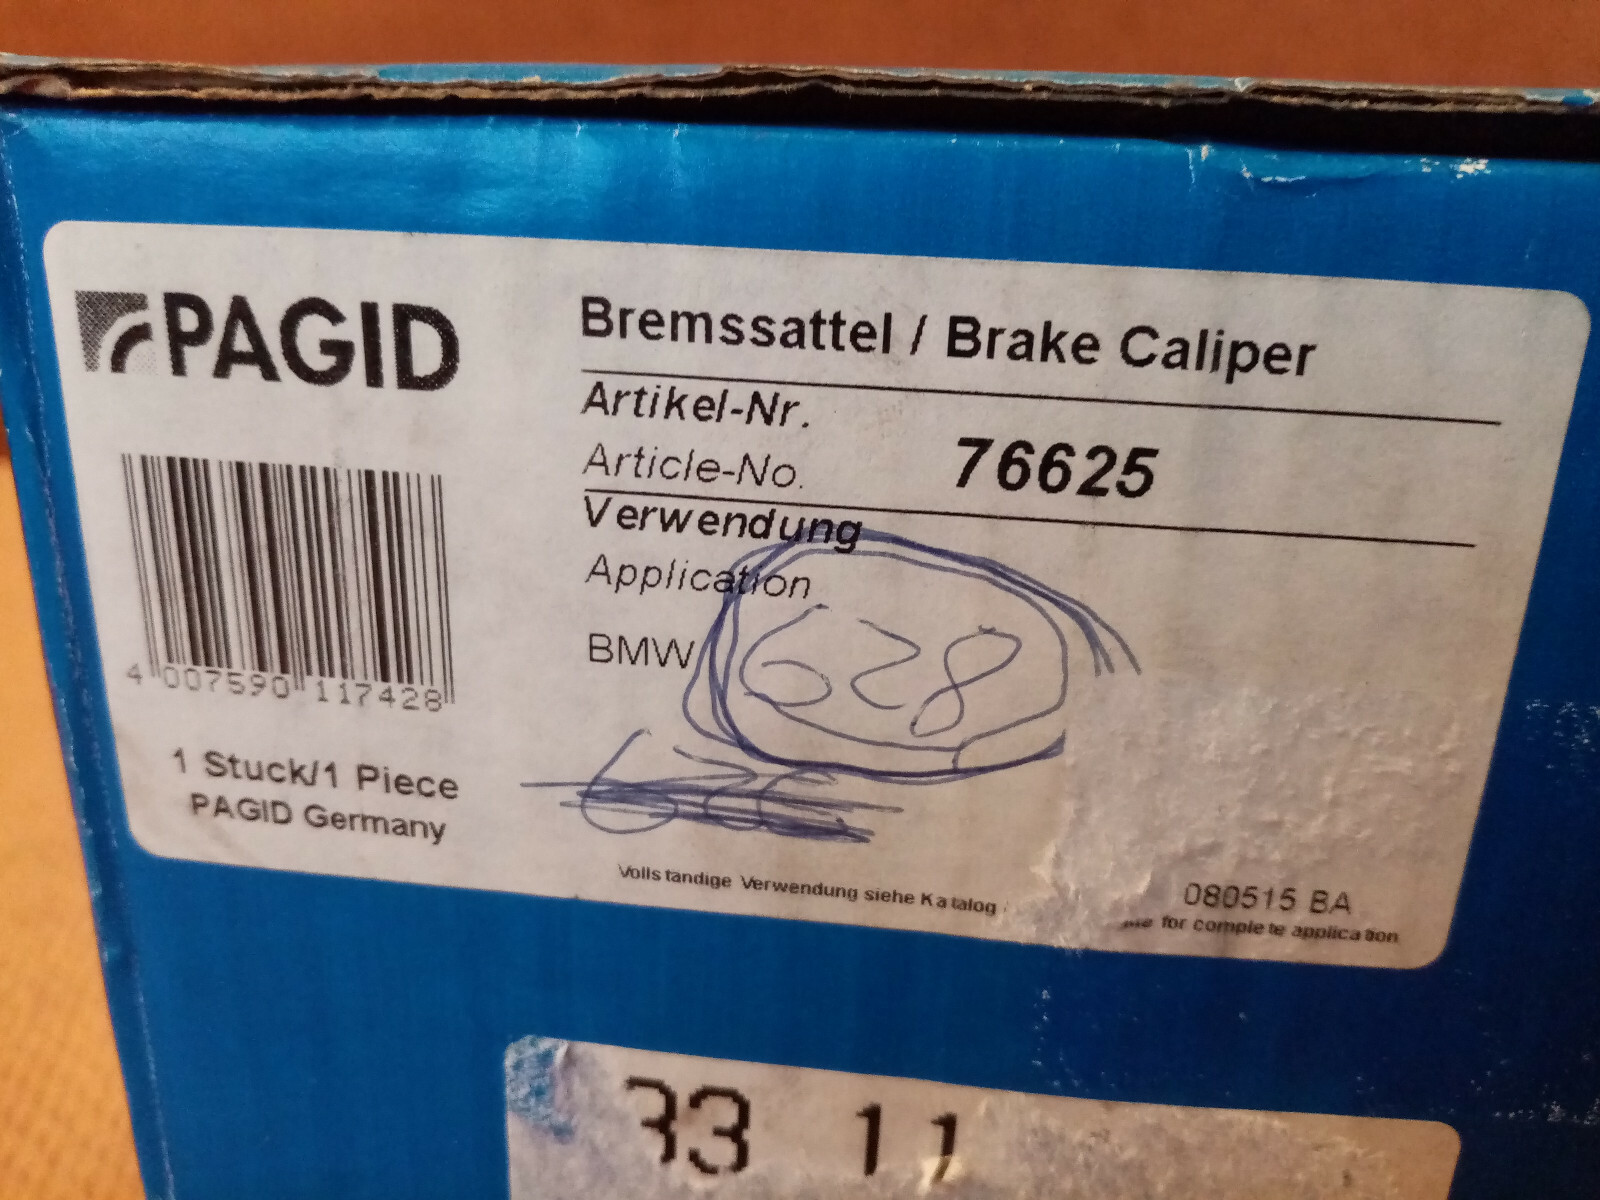 PAGID
Bremssattel / Brake Caliper
Artikel-Nr.
Article-No. 76625
Verwendung
Application
BMW
628
4 007590 117428
1 Stuck/1 Piece
PAGID Germany
Vollstandige Verwendung siehe Katalog
080515 BA
for complete application
33 11